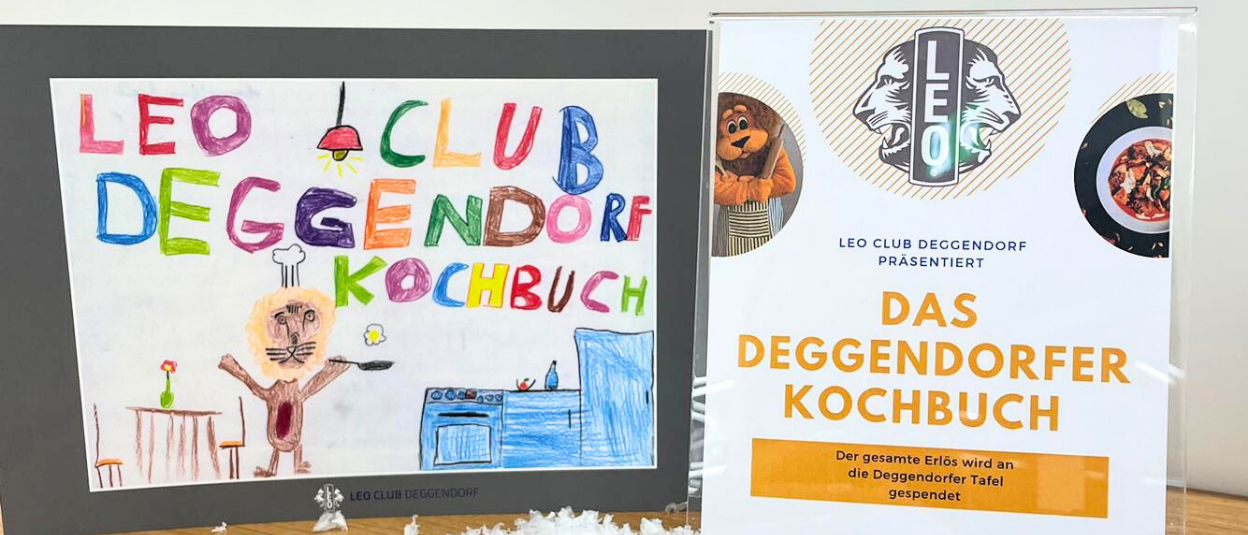 LEO CLUB
DEGGENDORF
KOCHBUCH
LEO
LEO CLUB DEGGENDORF
LEO
LEO CLUB DEGGENDORF
PRÄSENTIERT
DAS
DEGGENDORFER
KOCHBUCH
Der gesamte Erlös wird an
die Deggendorfer Tafel
gespendet